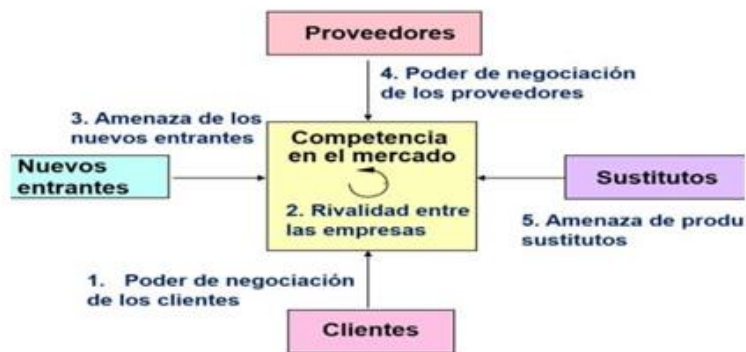 Proveedores
4. Poder de negociación
de los proveedores
3. Amenaza de los
nuevos entrantes
Competencia
en el mercado
Nuevos
entrantes
2. Rivalidad entre
las empresas
Sustitutos
5. Amenaza de produ
sustitutos
1. Poder de negociación
de los clientes
Clientes